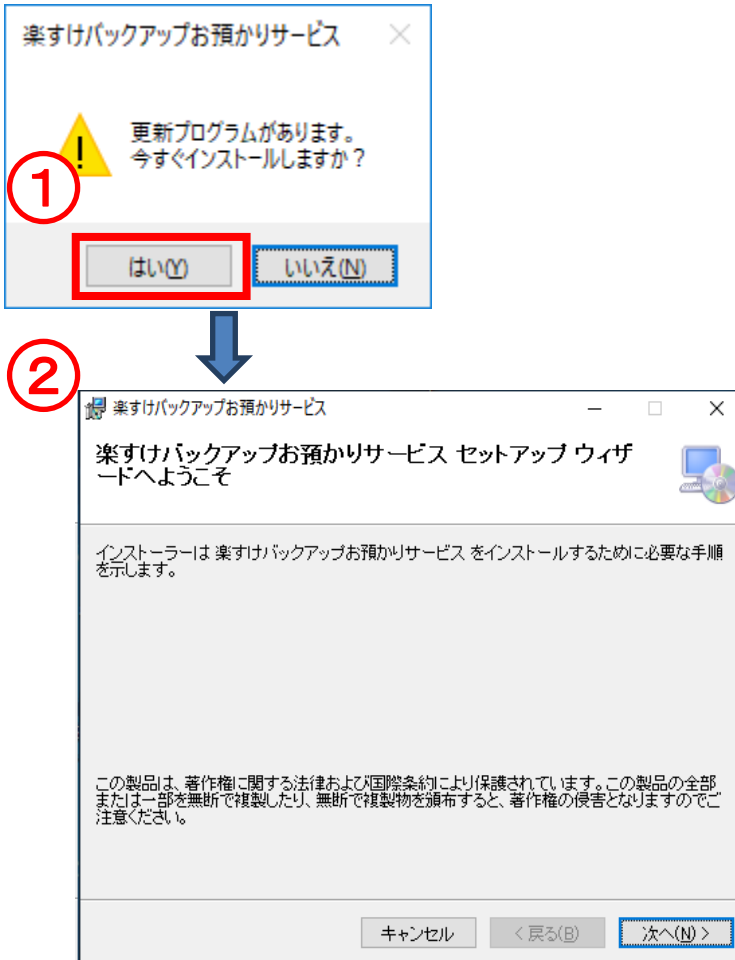 楽すけバックアップお預かりサービス
更新プログラムがあります。
今すぐインストールしますか?
①
はい(Y)
いいえ(N)
②
楽すけバックアップお預かりサービス
楽すけバックアップお預かりサービス セットアップ ウィザ
ードへようこそ
インストーラーは 楽すけバックアップお預かりサービス をインストールするために必要な手順
を示します。
この製品は、著作権に関する法律および国際条約により保護されています。この製品の全部
または一部を無断で複製したり、無断で複製物を頒布すると、著作権の侵害となりますのでご
注意ください。
キャンセル
< 戻る(B)
次へ(N) >